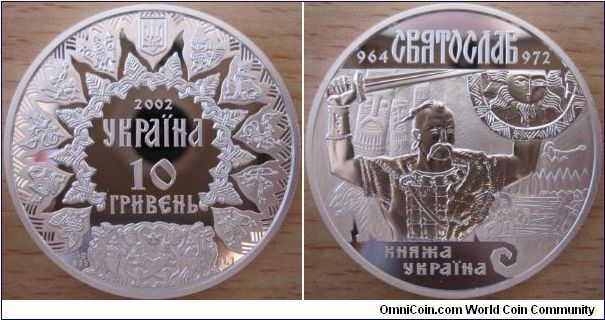 2002
УКРАЇНА
10
ГРИВЕНЬ
964 СВЯТОСЛАВ 972
КНЯЖА
УКРАЇНА
OmniCoin.com World Coin Community